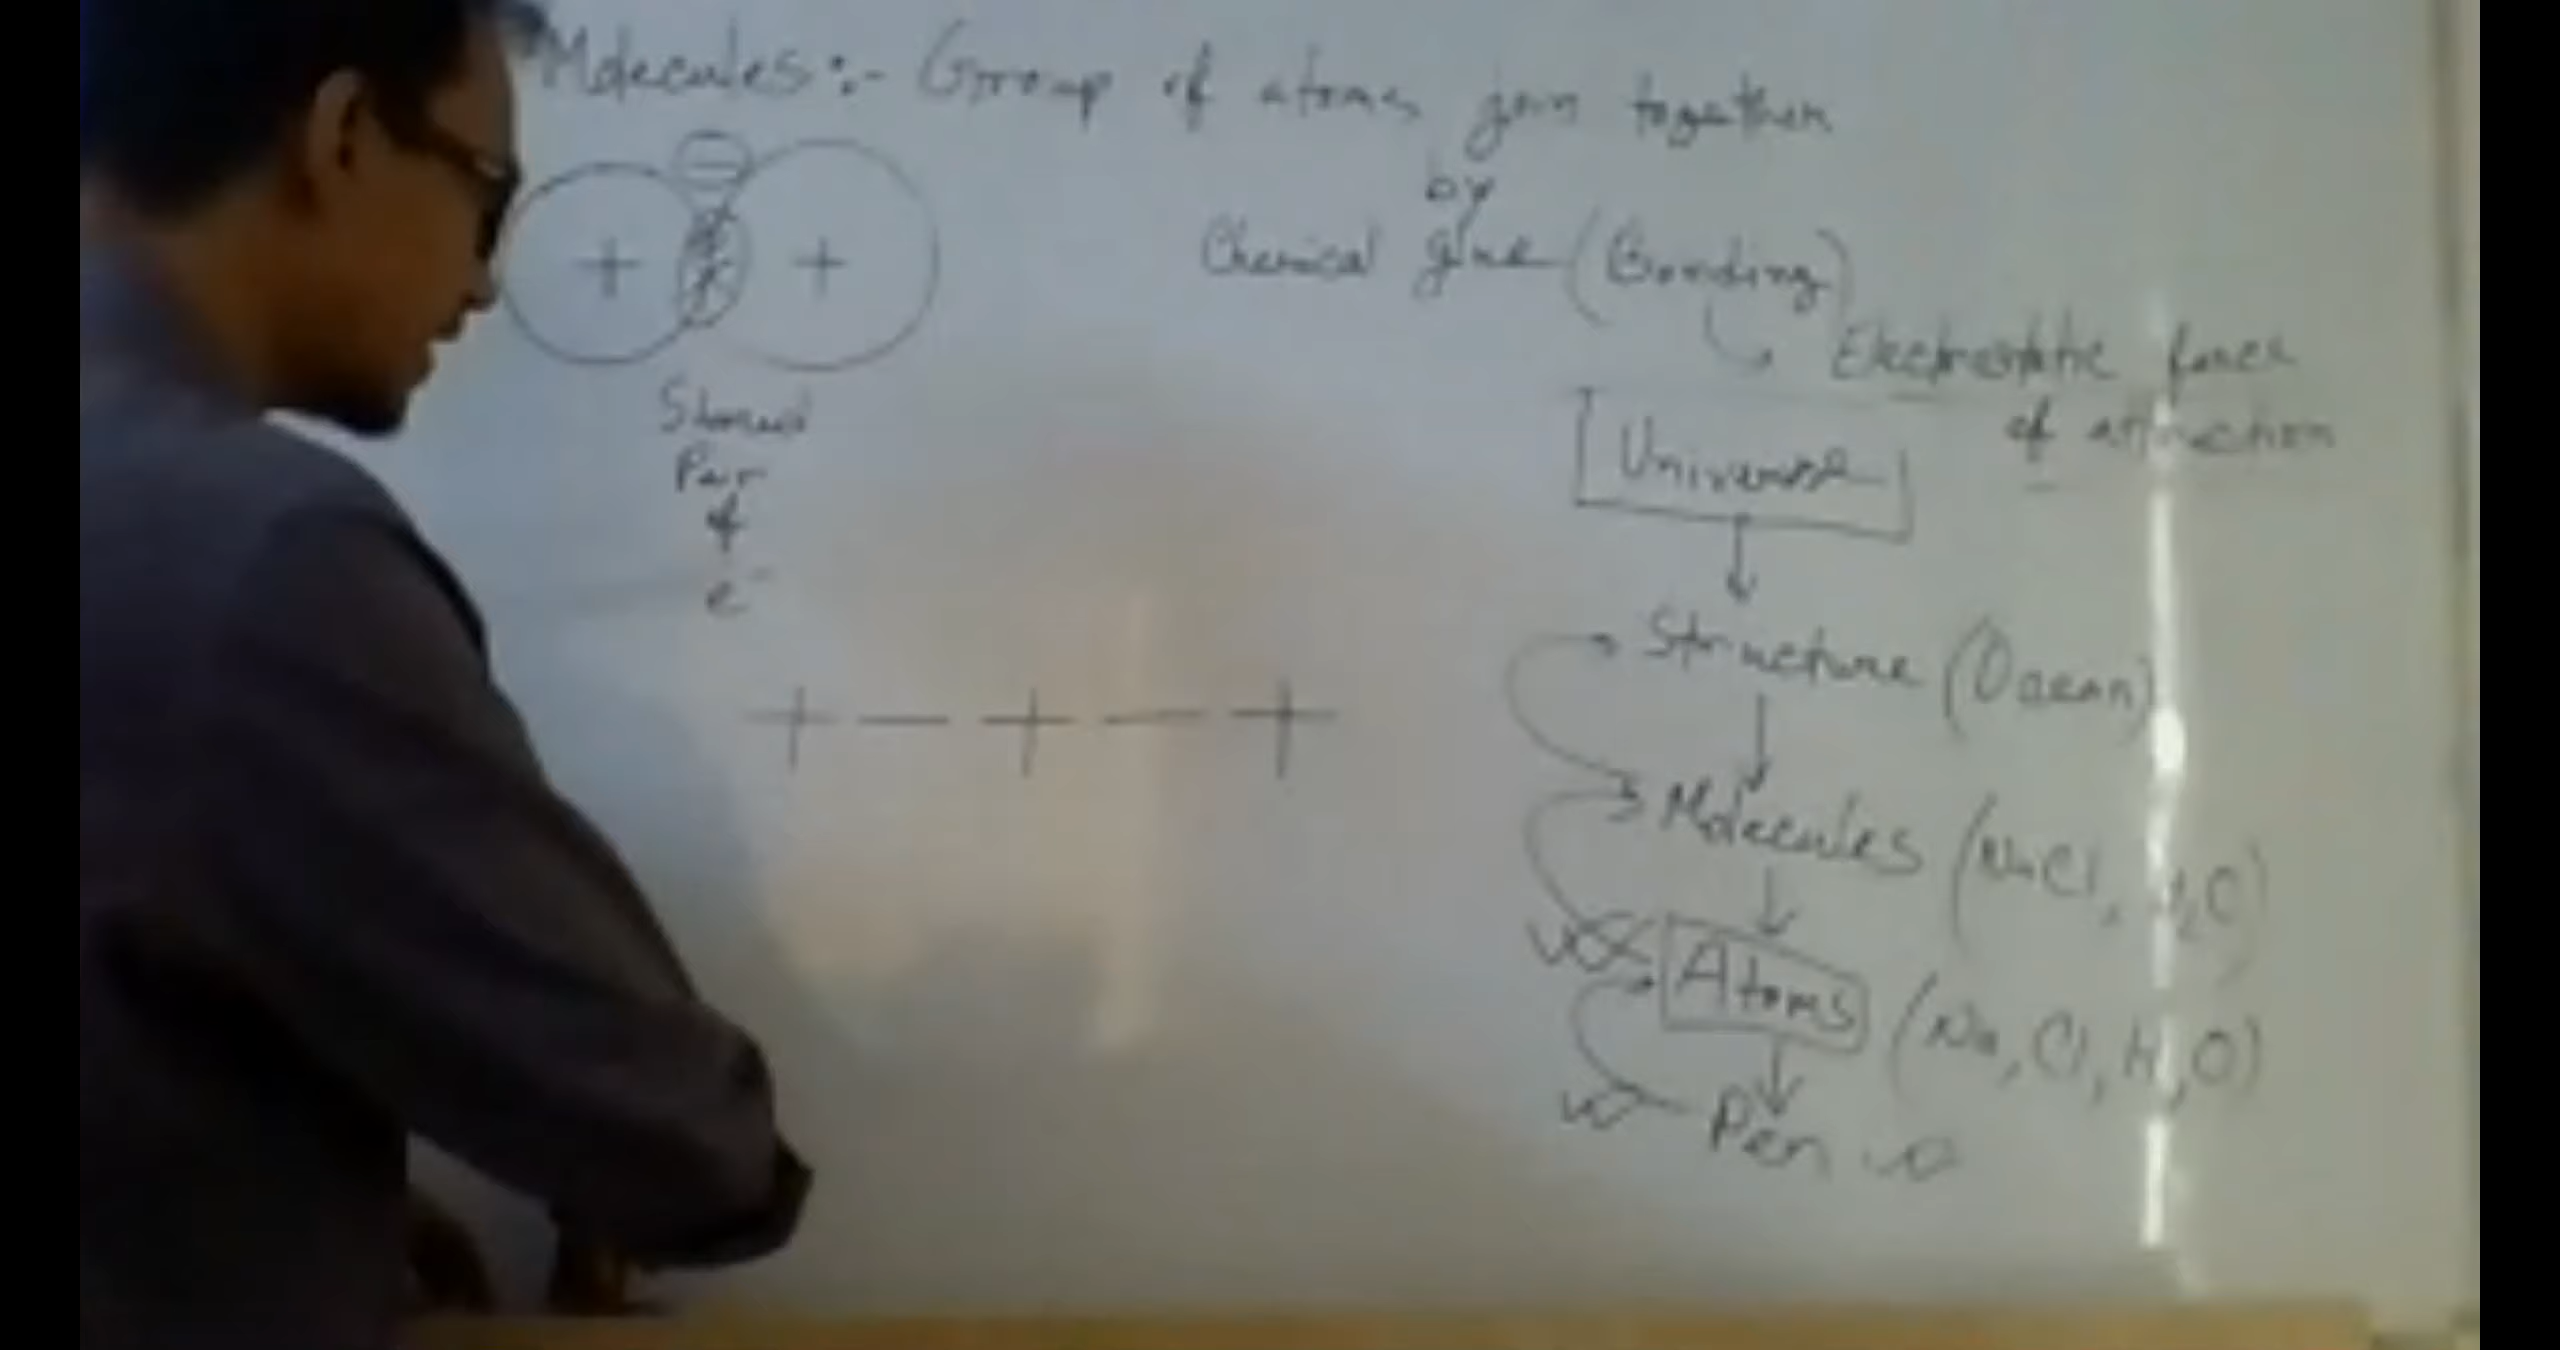 Molecules :- Group of atoms join together
by
Chemical glue (Bonding)
Electrostatic force
of attraction
+ +
Shared
Pair
of
e⁻
+ — + — +
Universe
Structure (Ocean)
Molecules (NaCl, H₂O)
Atoms (Na, Cl, H, O)
Pen